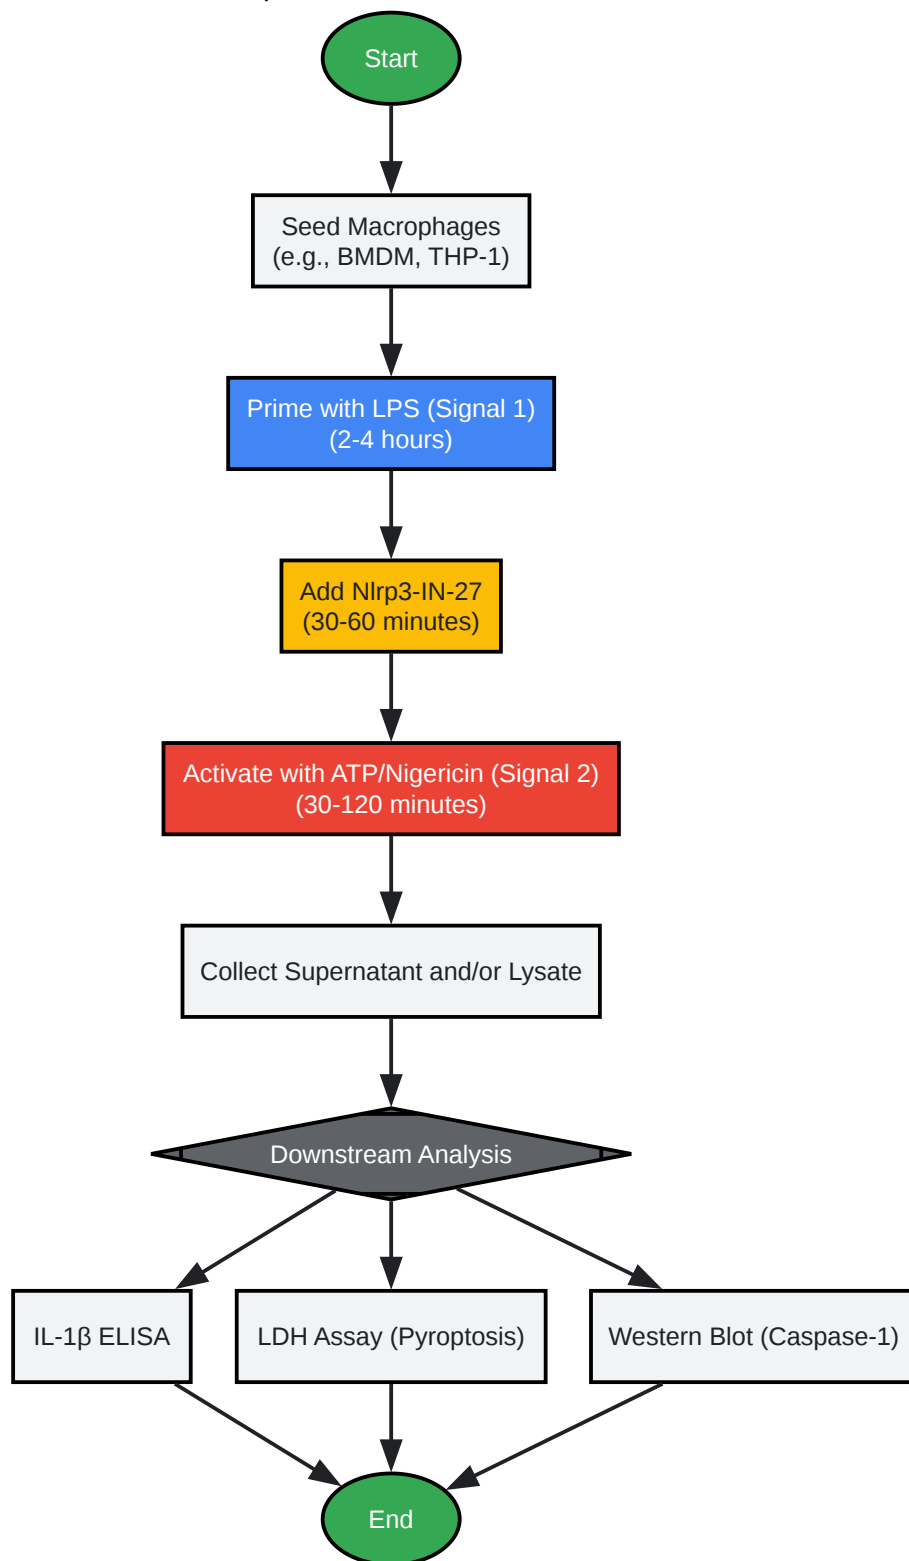 Start
Seed Macrophages
(e.g., BMDM, THP-1)
Prime with LPS (Signal 1)
(2-4 hours)
Add Nlrp3-IN-27
(30-60 minutes)
Activate with ATP/Nigericin (Signal 2)
(30-120 minutes)
Collect Supernatant and/or Lysate
Downstream Analysis
IL-1β ELISA
LDH Assay (Pyroptosis)
Western Blot (Caspase-1)
End